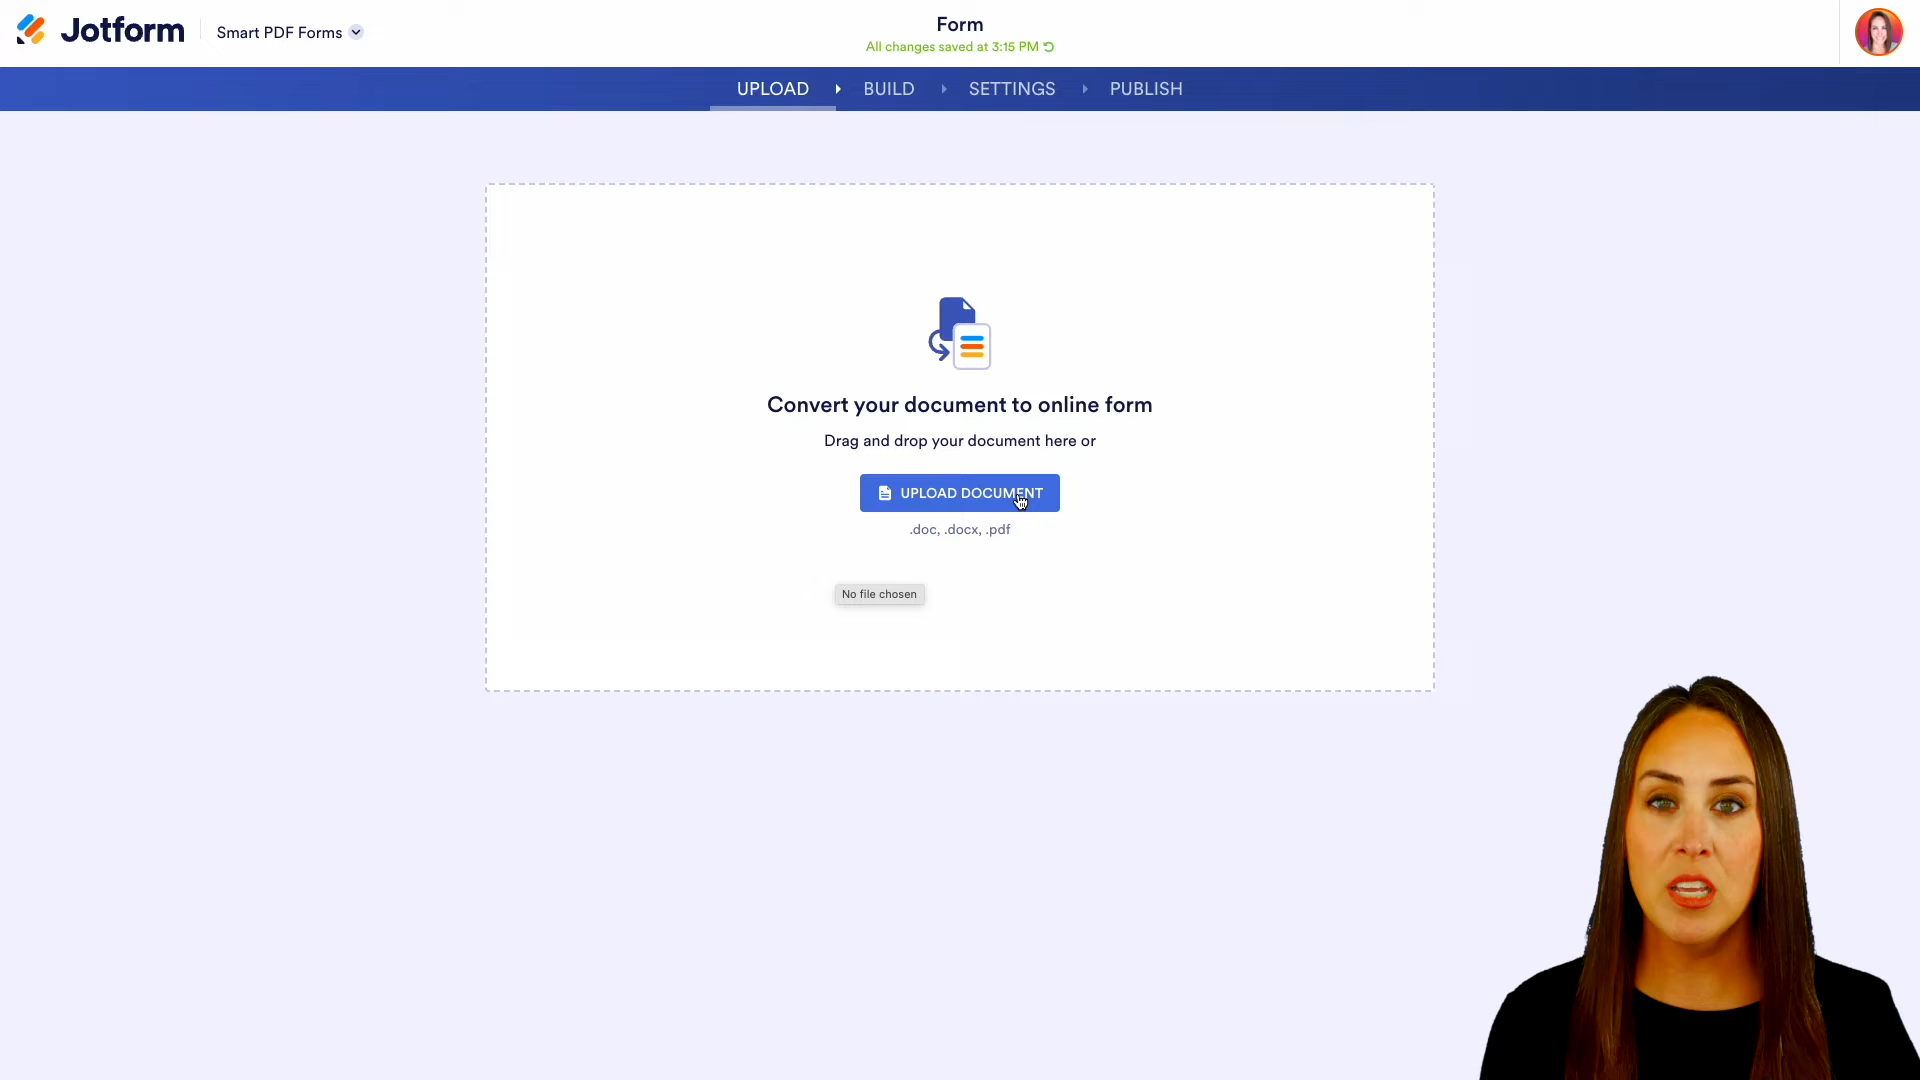 Jotform
Smart PDF Forms
Form
All changes saved at 3:15 PM
UPLOAD
BUILD
SETTINGS
PUBLISH
Convert your document to online form
Drag and drop your document here or
UPLOAD DOCUMENT
.doc, .docx, .pdf
No file chosen